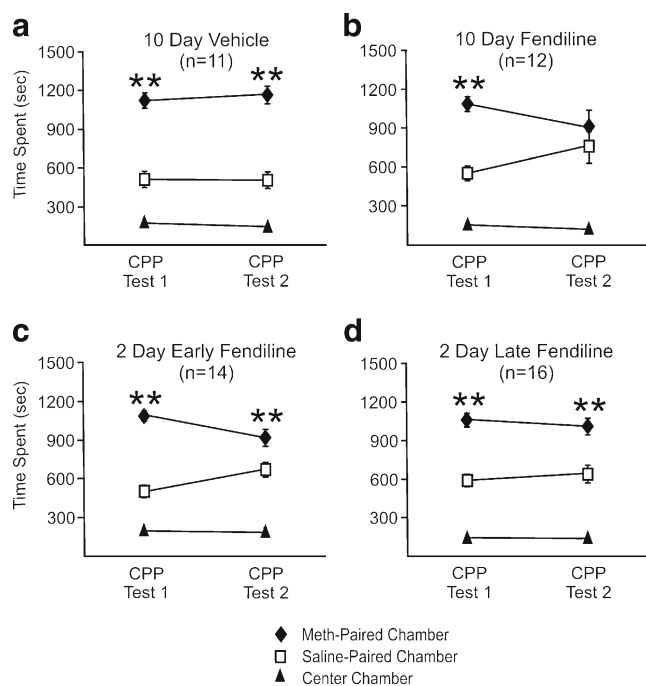 a
10 Day Vehicle
(n=11)
Time Spent (sec)
1500
1200
900
600
300
**
**
CPP
Test 1
CPP
Test 2
b
10 Day Fendiline
(n=12)
1500
1200
900
600
300
**
CPP
Test 1
CPP
Test 2
c
2 Day Early Fendiline
(n=14)
Time Spent (sec)
1500
1200
900
600
300
**
**
CPP
Test 1
CPP
Test 2
d
2 Day Late Fendiline
(n=16)
1500
1200
900
600
300
**
**
CPP
Test 1
CPP
Test 2
Meth-Paired Chamber
Saline-Paired Chamber
Center Chamber